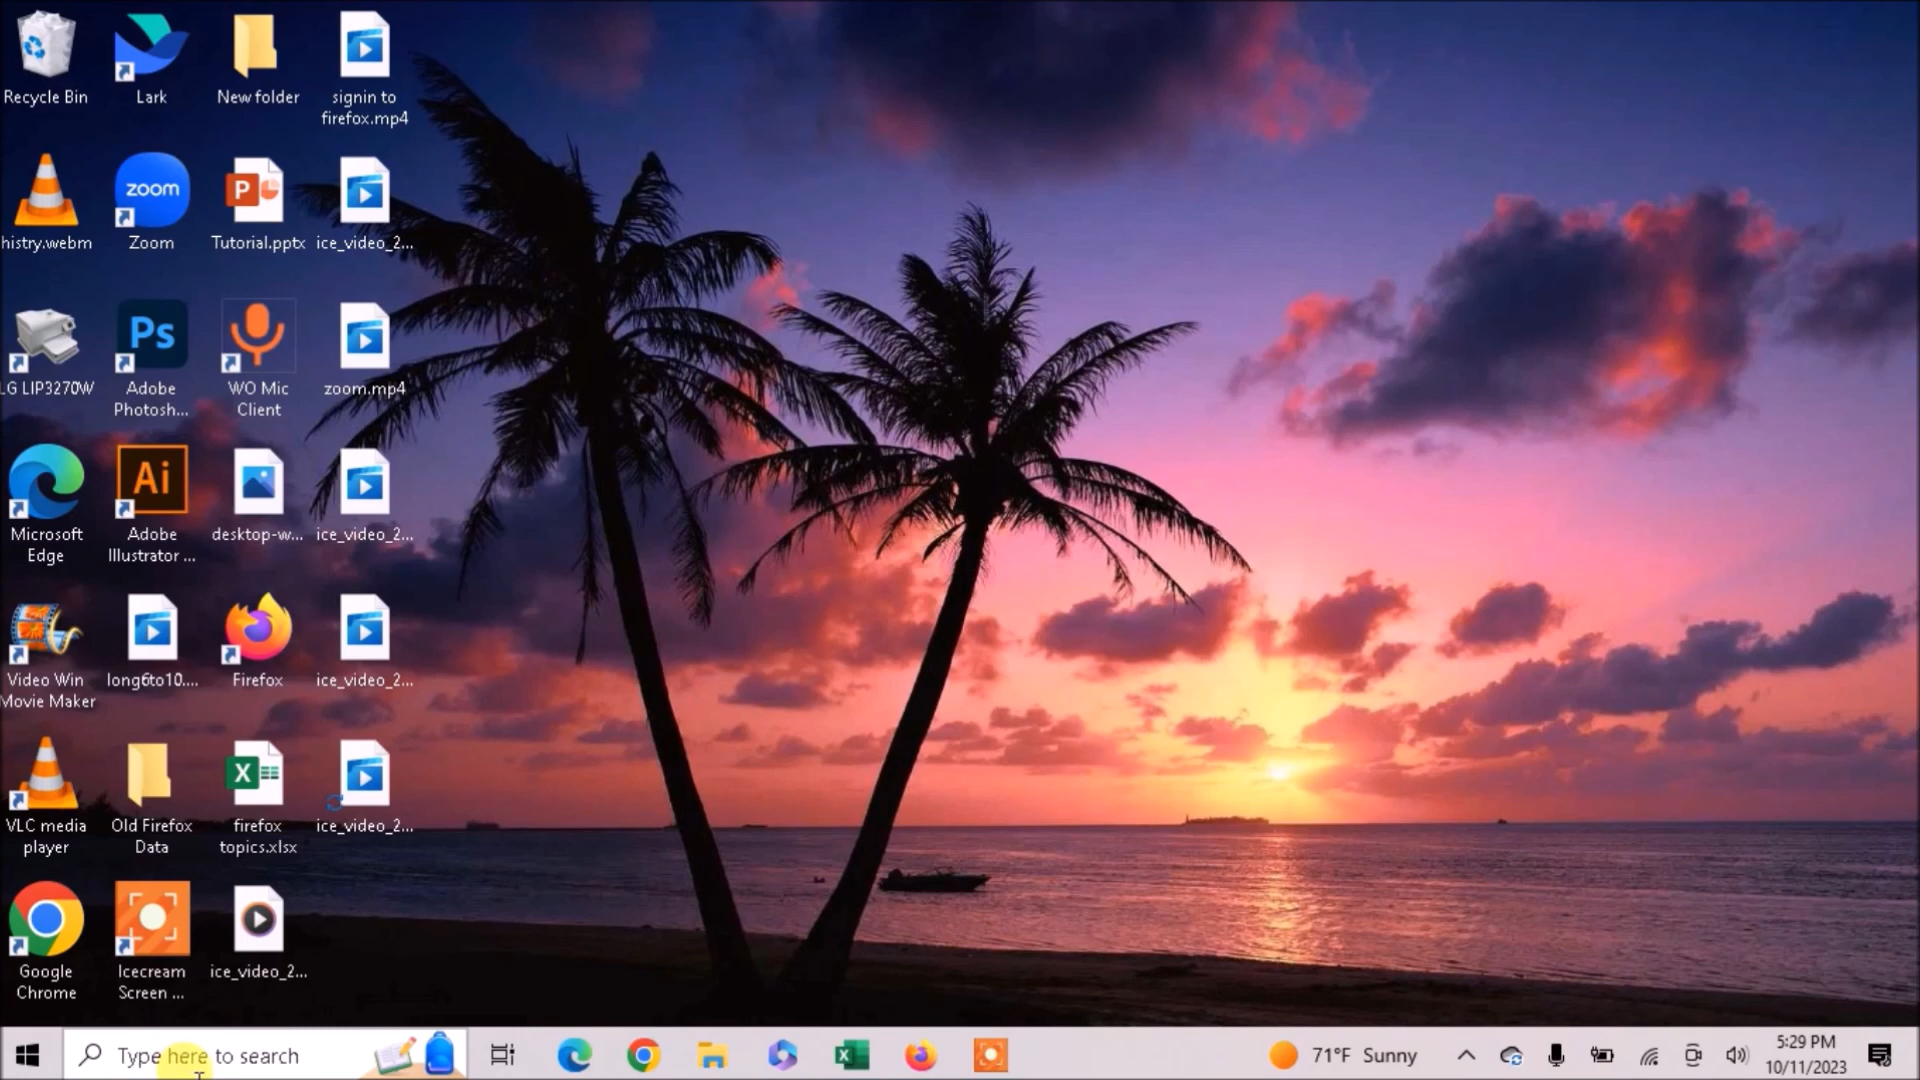 Recycle Bin
Lark
New folder
signin to
firefox.mp4
histry.webm
zoom
Zoom
P
Tutorial.pptx
ice_video_2...
LG LIP3270W
Ps
Adobe
Photosh...
WO Mic
Client
zoom.mp4
Microsoft
Edge
Ai
Adobe
Illustrator ...
desktop-w...
ice_video_2...
Video Win
Movie Maker
long6to10....
Firefox
ice_video_2...
VLC media
player
Old Firefox
Data
X
firefox
topics.xlsx
ice_video_2...
Google
Chrome
Icecream
Screen ...
ice_video_2...
Type here to search
X
71°F Sunny
5:29 PM
10/11/2023